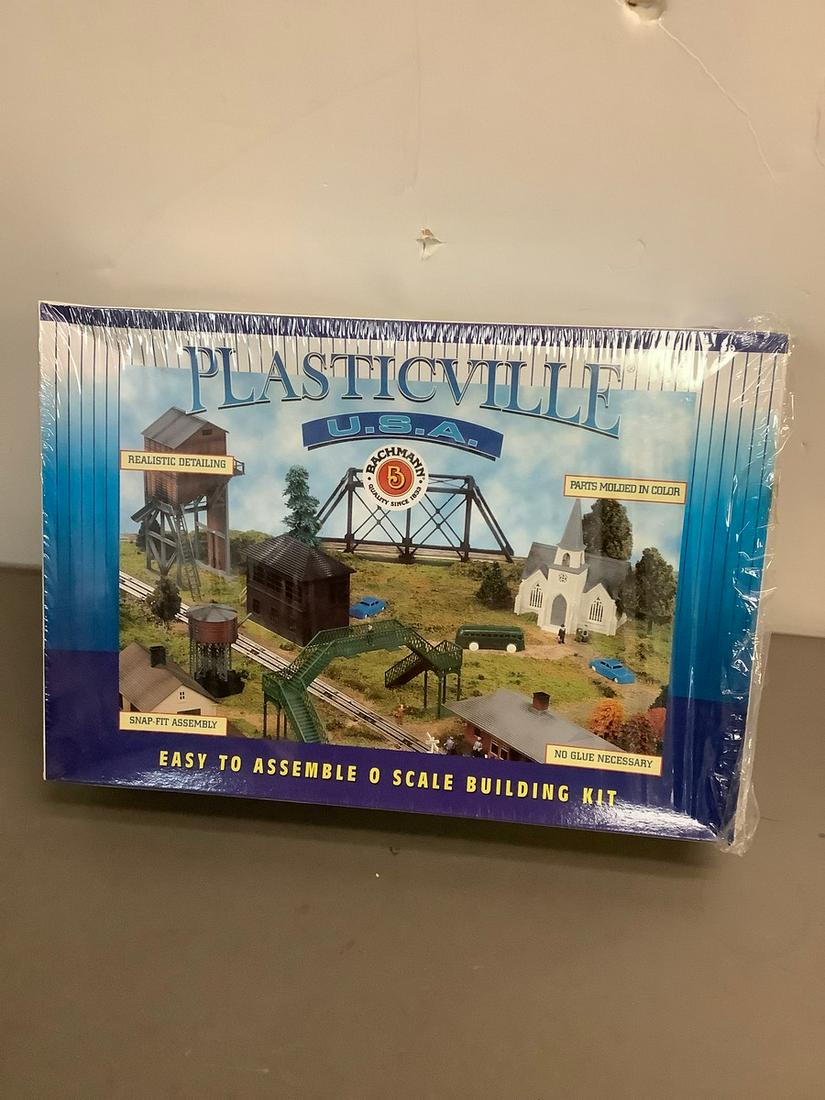 PLASTICVILLE®
U.S.A.
BACHMANN
B
QUALITY SINCE 1833
REALISTIC DETAILING
PARTS MOLDED IN COLOR
SNAP-FIT ASSEMBLY
NO GLUE NECESSARY
EASY TO ASSEMBLE O SCALE BUILDING KIT